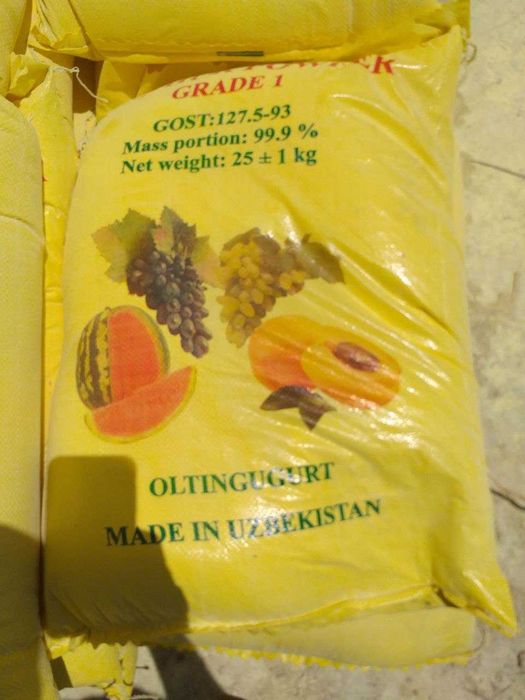 GRADE 1
GOST:127.5-93
Mass portion: 99.9 %
Net weight: 25 ± 1 kg
OLTINGUGURT
MADE IN UZBEKISTAN